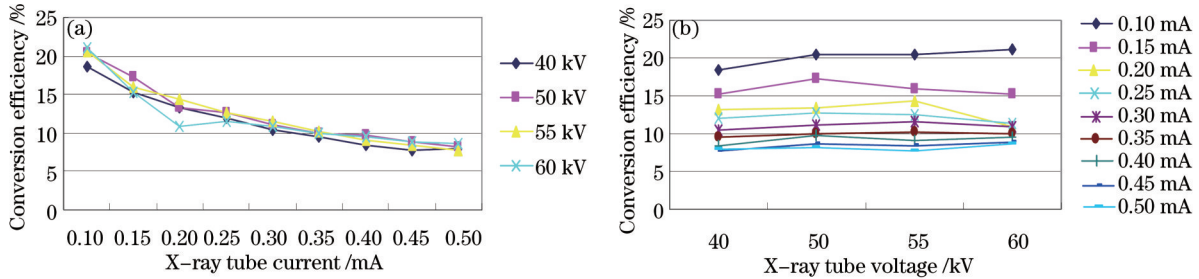 (a)
Conversion efficiency /%
25
20
15
10
5
0
0.10 0.15 0.20 0.25 0.30 0.35 0.40 0.45 0.50
X-ray tube current /mA
40 kV
50 kV
55 kV
60 kV
(b)
Conversion efficiency/%
25
20
15
10
5
0
40 50 55 60
X-ray tube voltage /kV
0.10 mA
0.15 mA
0.20 mA
0.25 mA
0.30 mA
0.35 mA
0.40 mA
0.45 mA
0.50 mA